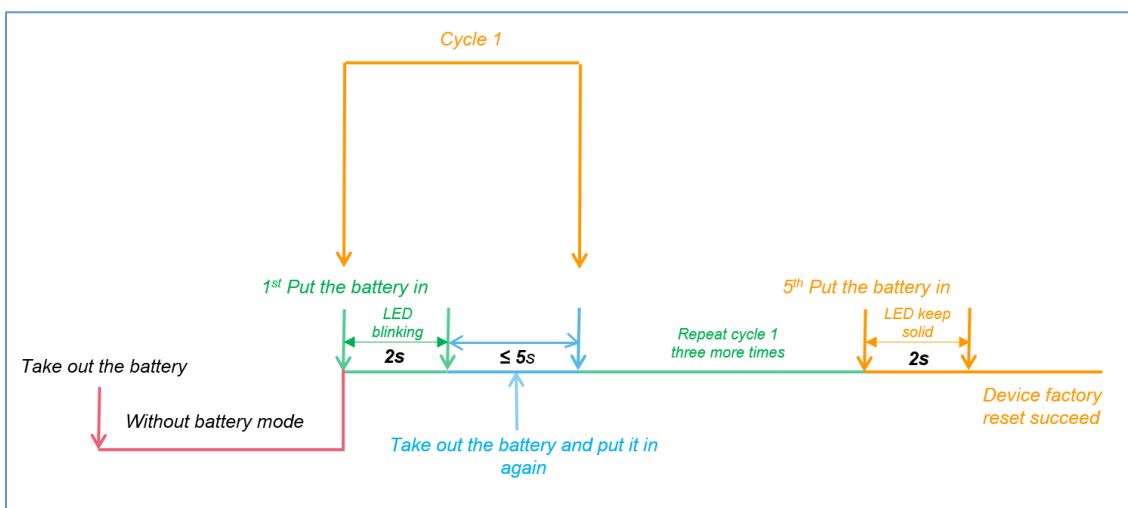 Cycle 1
1st Put the battery in
5th Put the battery in
LED
blinking
2s
≤ 5s
Repeat cycle 1
three more times
LED keep
solid
2s
Take out the battery
Without battery mode
Take out the battery and put it in
again
Device factory
reset succeed